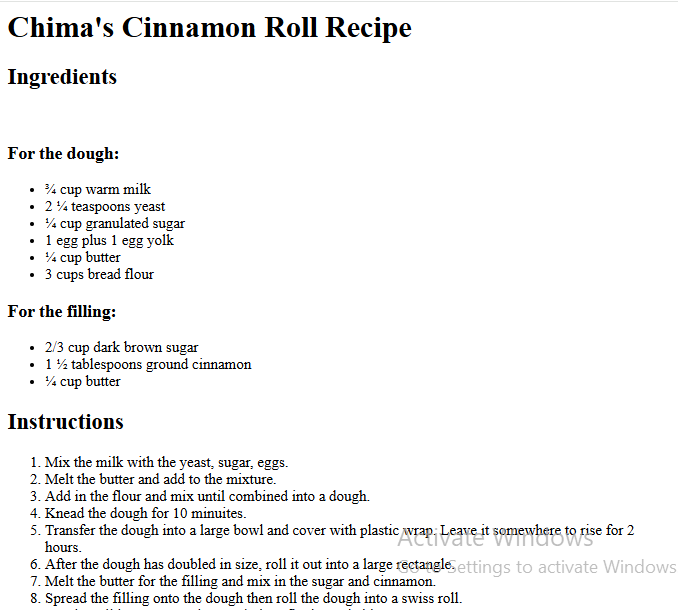 Chima's Cinnamon Roll Recipe
Ingredients
For the dough:
• ¾ cup warm milk
• 2 ¼ teaspoons yeast
• ¼ cup granulated sugar
• 1 egg plus 1 egg yolk
• ¼ cup butter
• 3 cups bread flour
For the filling:
• 2/3 cup dark brown sugar
• 1 ½ tablespoons ground cinnamon
• ¼ cup butter
Instructions
1. Mix the milk with the yeast, sugar, eggs.
2. Melt the butter and add to the mixture.
3. Add in the flour and mix until combined into a dough.
4. Knead the dough for 10 minuites.
5. Transfer the dough into a large bowl and cover with plastic wrap. Leave it somewhere to rise for 2
hours.
Activate Windows
6. After the dough has doubled in size, roll it out into a large rectangle.
Go to Settings to activate Windows
7. Melt the butter for the filling and mix in the sugar and cinnamon.
8. Spread the filling onto the dough then roll the dough into a swiss roll.